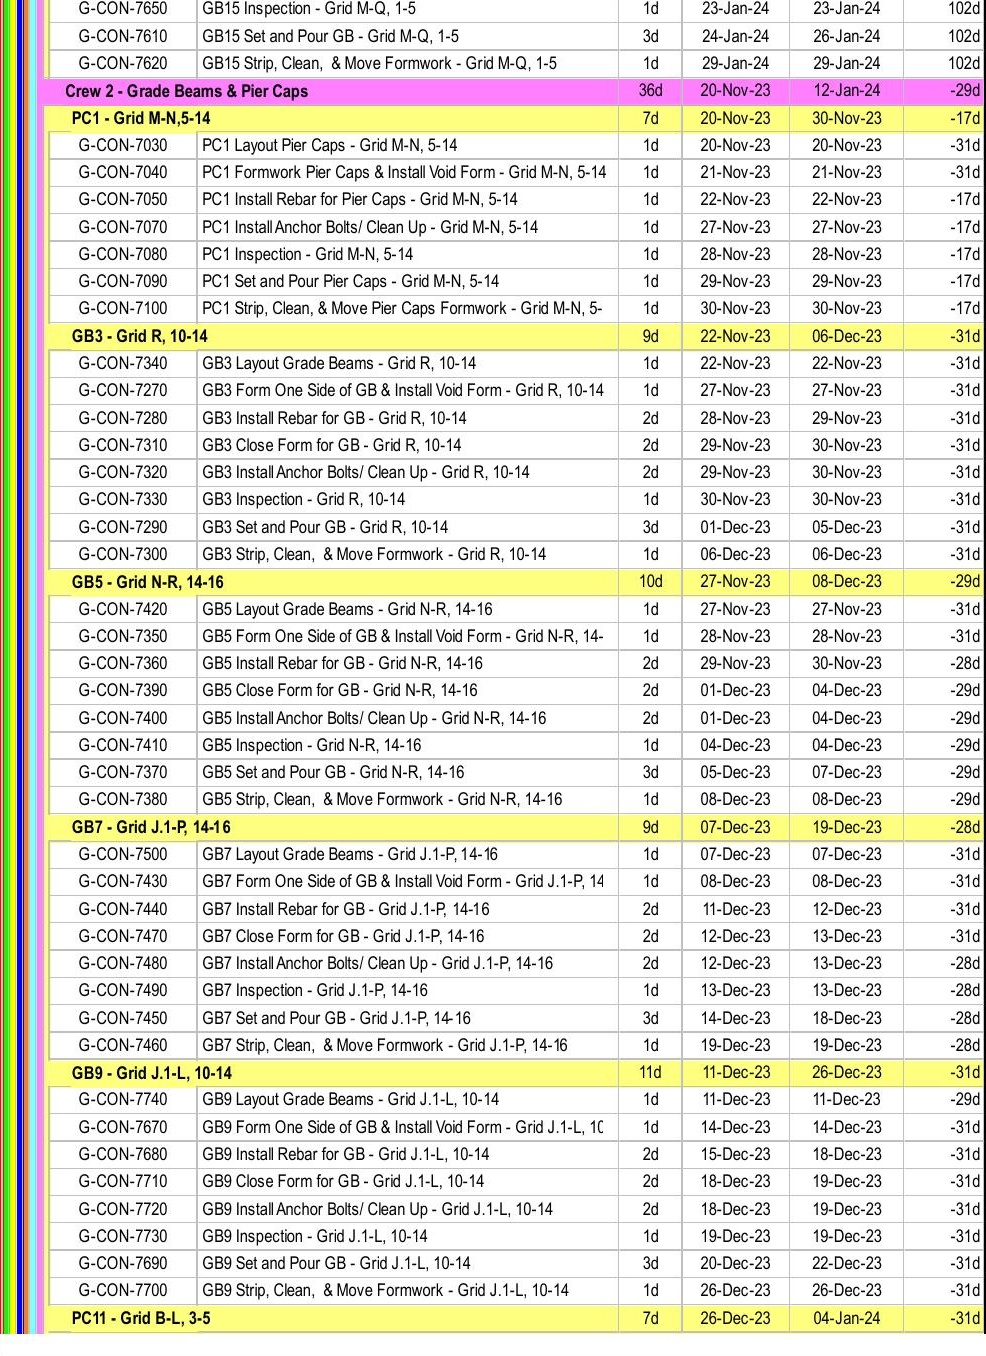 G-CON-7650 GB15 Inspection - Grid M-Q, 1-5 1d 23-Jan-24 23-Jan-24 102d
G-CON-7610 GB15 Set and Pour GB - Grid M-Q, 1-5 3d 24-Jan-24 26-Jan-24 102d
G-CON-7620 GB15 Strip, Clean, & Move Formwork - Grid M-Q, 1-5 1d 29-Jan-24 29-Jan-24 102d
Crew 2 - Grade Beams & Pier Caps 36d 20-Nov-23 12-Jan-24 -29d
PC1 - Grid M-N,5-14 7d 20-Nov-23 30-Nov-23 -17d
G-CON-7030 PC1 Layout Pier Caps - Grid M-N, 5-14 1d 20-Nov-23 20-Nov-23 -31d
G-CON-7040 PC1 Formwork Pier Caps & Install Void Form - Grid M-N, 5-14 1d 21-Nov-23 21-Nov-23 -31d
G-CON-7050 PC1 Install Rebar for Pier Caps - Grid M-N, 5-14 1d 22-Nov-23 22-Nov-23 -17d
G-CON-7070 PC1 Install Anchor Bolts/ Clean Up - Grid M-N, 5-14 1d 27-Nov-23 27-Nov-23 -17d
G-CON-7080 PC1 Inspection - Grid M-N, 5-14 1d 28-Nov-23 28-Nov-23 -17d
G-CON-7090 PC1 Set and Pour Pier Caps - Grid M-N, 5-14 1d 29-Nov-23 29-Nov-23 -17d
G-CON-7100 PC1 Strip, Clean, & Move Pier Caps Formwork - Grid M-N, 5- 1d 30-Nov-23 30-Nov-23 -17d
GB3 - Grid R, 10-14 9d 22-Nov-23 06-Dec-23 -31d
G-CON-7340 GB3 Layout Grade Beams - Grid R, 10-14 1d 22-Nov-23 22-Nov-23 -31d
G-CON-7270 GB3 Form One Side of GB & Install Void Form - Grid R, 10-14 1d 27-Nov-23 27-Nov-23 -31d
G-CON-7280 GB3 Install Rebar for GB - Grid R, 10-14 2d 28-Nov-23 29-Nov-23 -31d
G-CON-7310 GB3 Close Form for GB - Grid R, 10-14 2d 29-Nov-23 30-Nov-23 -31d
G-CON-7320 GB3 Install Anchor Bolts/ Clean Up - Grid R, 10-14 2d 29-Nov-23 30-Nov-23 -31d
G-CON-7330 GB3 Inspection - Grid R, 10-14 1d 30-Nov-23 30-Nov-23 -31d
G-CON-7290 GB3 Set and Pour GB - Grid R, 10-14 3d 01-Dec-23 05-Dec-23 -31d
G-CON-7300 GB3 Strip, Clean, & Move Formwork - Grid R, 10-14 1d 06-Dec-23 06-Dec-23 -31d
GB5 - Grid N-R, 14-16 10d 27-Nov-23 08-Dec-23 -29d
G-CON-7420 GB5 Layout Grade Beams - Grid N-R, 14-16 1d 27-Nov-23 27-Nov-23 -31d
G-CON-7350 GB5 Form One Side of GB & Install Void Form - Grid N-R, 14- 1d 28-Nov-23 28-Nov-23 -31d
G-CON-7360 GB5 Install Rebar for GB - Grid N-R, 14-16 2d 29-Nov-23 30-Nov-23 -28d
G-CON-7390 GB5 Close Form for GB - Grid N-R, 14-16 2d 01-Dec-23 04-Dec-23 -29d
G-CON-7400 GB5 Install Anchor Bolts/ Clean Up - Grid N-R, 14-16 2d 01-Dec-23 04-Dec-23 -29d
G-CON-7410 GB5 Inspection - Grid N-R, 14-16 1d 04-Dec-23 04-Dec-23 -29d
G-CON-7370 GB5 Set and Pour GB - Grid N-R, 14-16 3d 05-Dec-23 07-Dec-23 -29d
G-CON-7380 GB5 Strip, Clean, & Move Formwork - Grid N-R, 14-16 1d 08-Dec-23 08-Dec-23 -29d
GB7 - Grid J.1-P, 14-16 9d 07-Dec-23 19-Dec-23 -28d
G-CON-7500 GB7 Layout Grade Beams - Grid J.1-P, 14-16 1d 07-Dec-23 07-Dec-23 -31d
G-CON-7430 GB7 Form One Side of GB & Install Void Form - Grid J.1-P, 14 1d 08-Dec-23 08-Dec-23 -31d
G-CON-7440 GB7 Install Rebar for GB - Grid J.1-P, 14-16 2d 11-Dec-23 12-Dec-23 -31d
G-CON-7470 GB7 Close Form for GB - Grid J.1-P, 14-16 2d 12-Dec-23 13-Dec-23 -31d
G-CON-7480 GB7 Install Anchor Bolts/ Clean Up - Grid J.1-P, 14-16 2d 12-Dec-23 13-Dec-23 -28d
G-CON-7490 GB7 Inspection - Grid J.1-P, 14-16 1d 13-Dec-23 13-Dec-23 -28d
G-CON-7450 GB7 Set and Pour GB - Grid J.1-P, 14-16 3d 14-Dec-23 18-Dec-23 -28d
G-CON-7460 GB7 Strip, Clean, & Move Formwork - Grid J.1-P, 14-16 1d 19-Dec-23 19-Dec-23 -28d
GB9 - Grid J.1-L, 10-14 11d 11-Dec-23 26-Dec-23 -31d
G-CON-7740 GB9 Layout Grade Beams - Grid J.1-L, 10-14 1d 11-Dec-23 11-Dec-23 -29d
G-CON-7670 GB9 Form One Side of GB & Install Void Form - Grid J.1-L, 10 1d 14-Dec-23 14-Dec-23 -31d
G-CON-7680 GB9 Install Rebar for GB - Grid J.1-L, 10-14 2d 15-Dec-23 18-Dec-23 -31d
G-CON-7710 GB9 Close Form for GB - Grid J.1-L, 10-14 2d 18-Dec-23 19-Dec-23 -31d
G-CON-7720 GB9 Install Anchor Bolts/ Clean Up - Grid J.1-L, 10-14 2d 18-Dec-23 19-Dec-23 -31d
G-CON-7730 GB9 Inspection - Grid J.1-L, 10-14 1d 19-Dec-23 19-Dec-23 -31d
G-CON-7690 GB9 Set and Pour GB - Grid J.1-L, 10-14 3d 20-Dec-23 22-Dec-23 -31d
G-CON-7700 GB9 Strip, Clean, & Move Formwork - Grid J.1-L, 10-14 1d 26-Dec-23 26-Dec-23 -31d
PC11 - Grid B-L, 3-5 7d 26-Dec-23 04-Jan-24 -31d